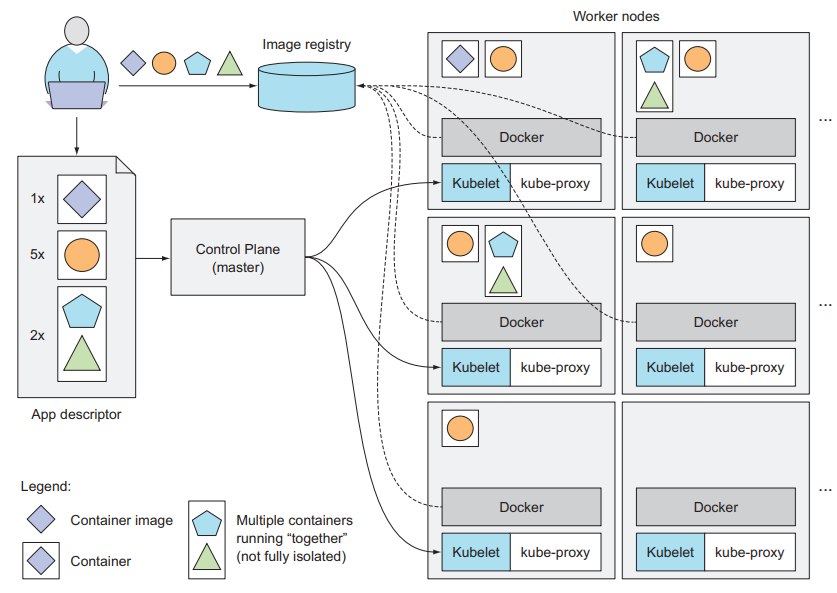 Worker nodes
Image registry
Docker
Kubelet
kube-proxy
Docker
Kubelet
kube-proxy
...
1x
5x
2x
App descriptor
Control Plane
(master)
Docker
Kubelet
kube-proxy
Docker
Kubelet
kube-proxy
...
Docker
Kubelet
kube-proxy
Docker
Kubelet
kube-proxy
...
Legend:
Container image
Container
Multiple containers
running “together”
(not fully isolated)